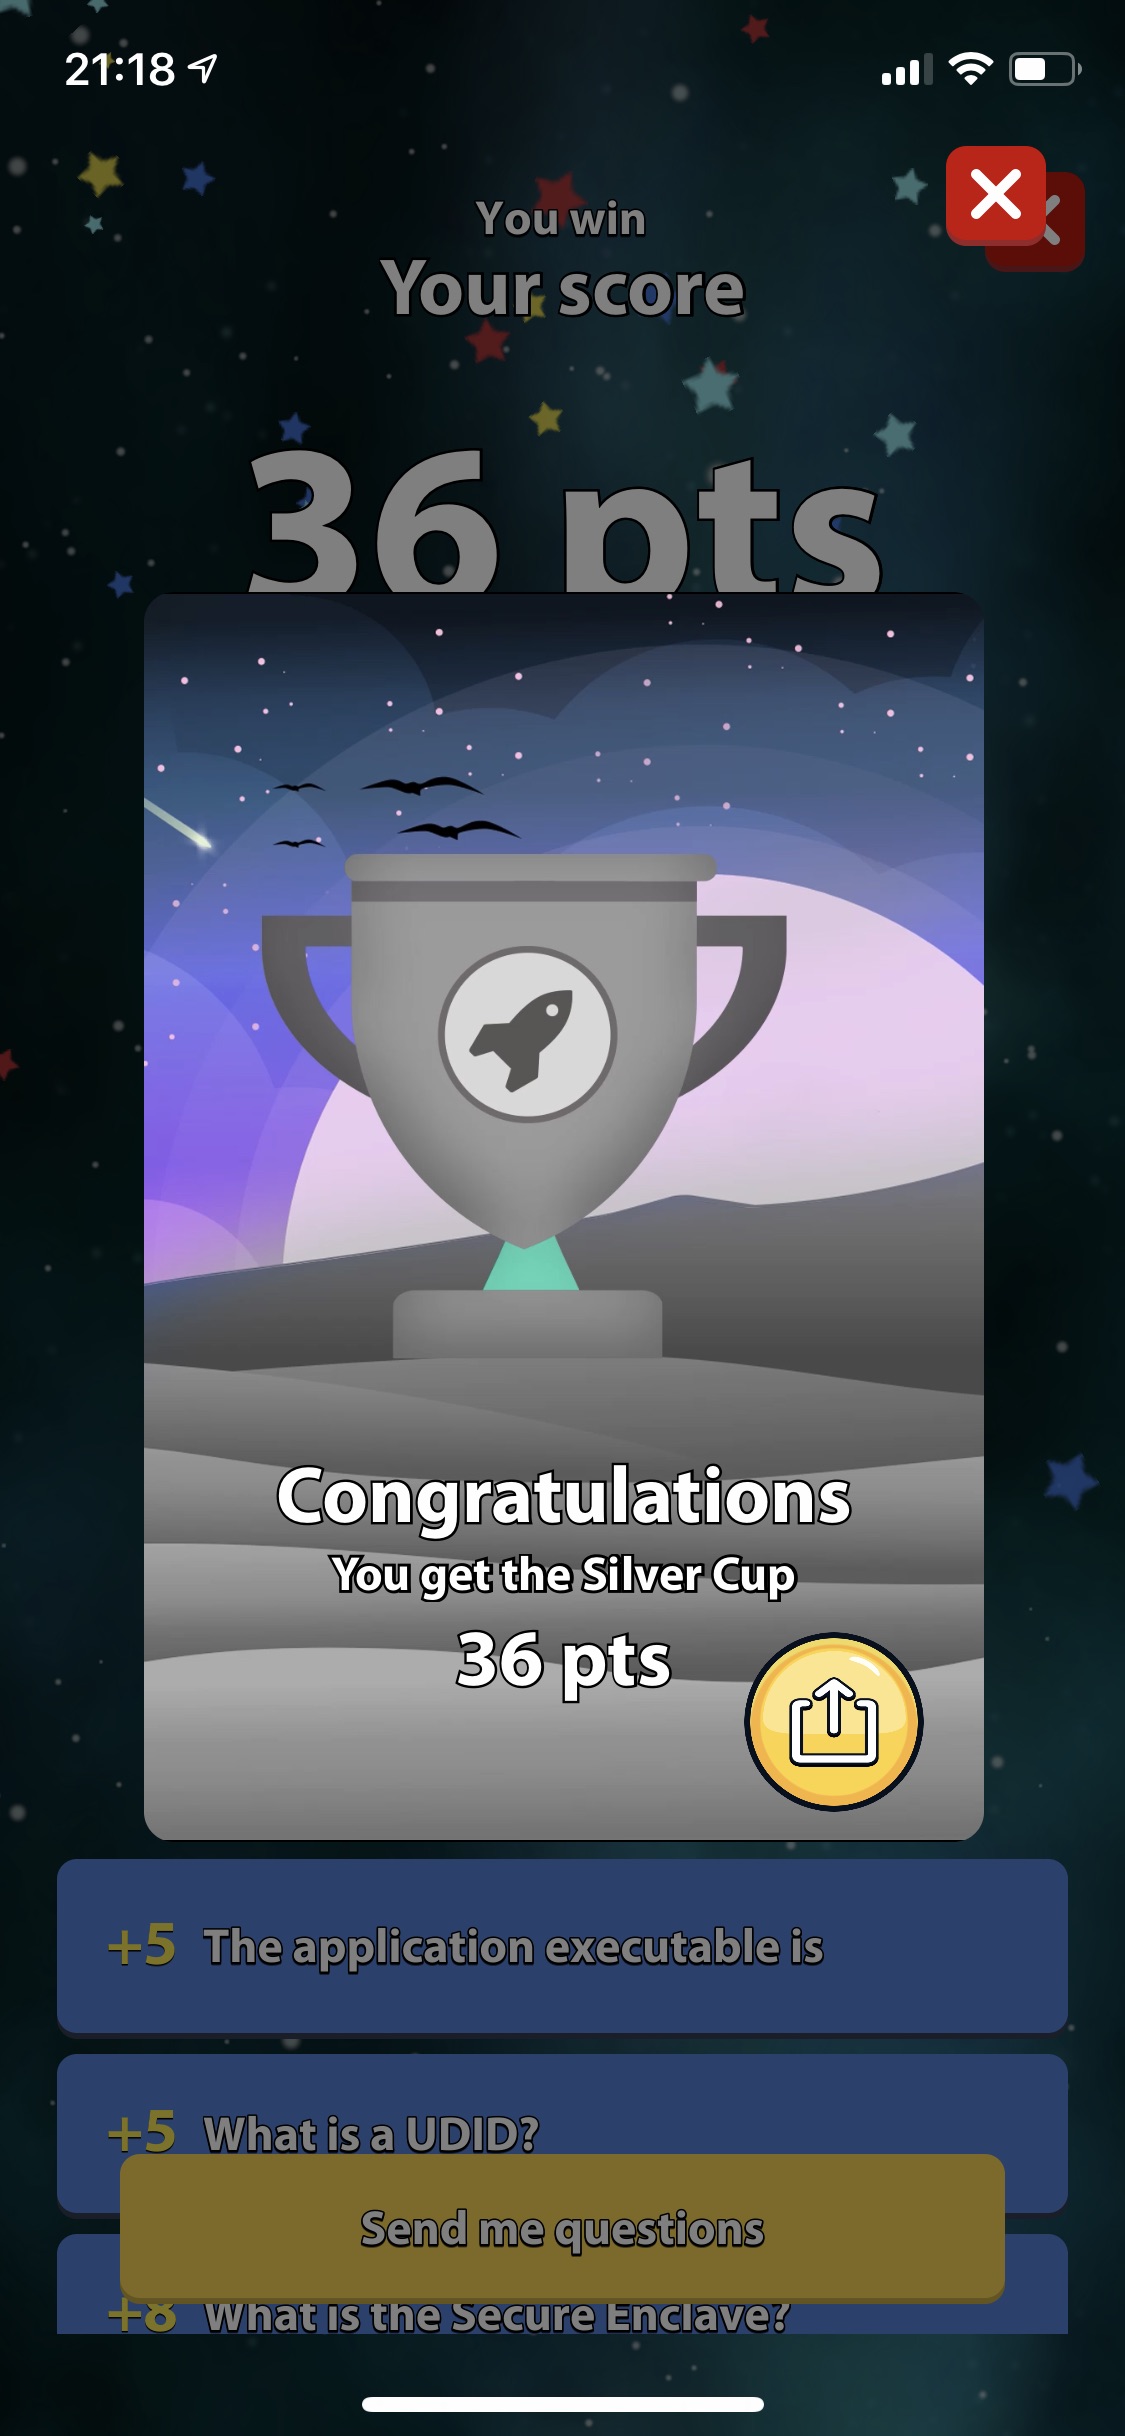 21:18
You win
Your score
36 pts
Congratulations
You get the Silver Cup
36 pts
+5 The application executable is
+5 What is a UDID?
Send me questions
+8 What is the Secure Enclave?